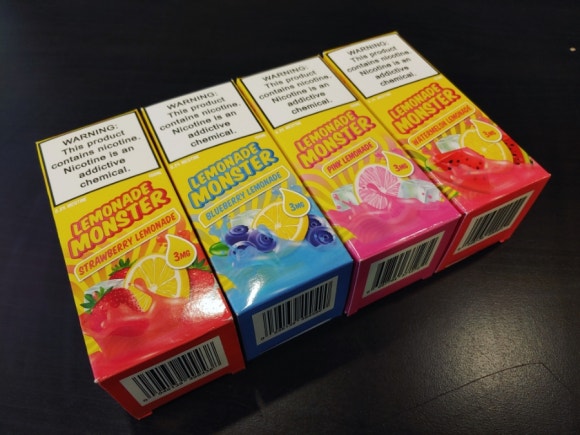 WARNING:
This product
contains nicotine.
Nicotine is an
addictive
chemical.
LEMONADE
MONSTER
STRAWBERRY LEMONADE
3MG
WARNING:
This product
contains nicotine.
Nicotine is an
addictive
chemical.
LEMONADE
MONSTER
BLUEBERRY LEMONADE
3MG
WARNING:
This product
contains nicotine.
Nicotine is an
addictive
chemical.
LEMONADE
MONSTER
PINK LEMONADE
3MG
WARNING:
This product
contains nicotine.
Nicotine is an
addictive
chemical.
LEMONADE
MONSTER
WATERMELON LEMONADE
3MG